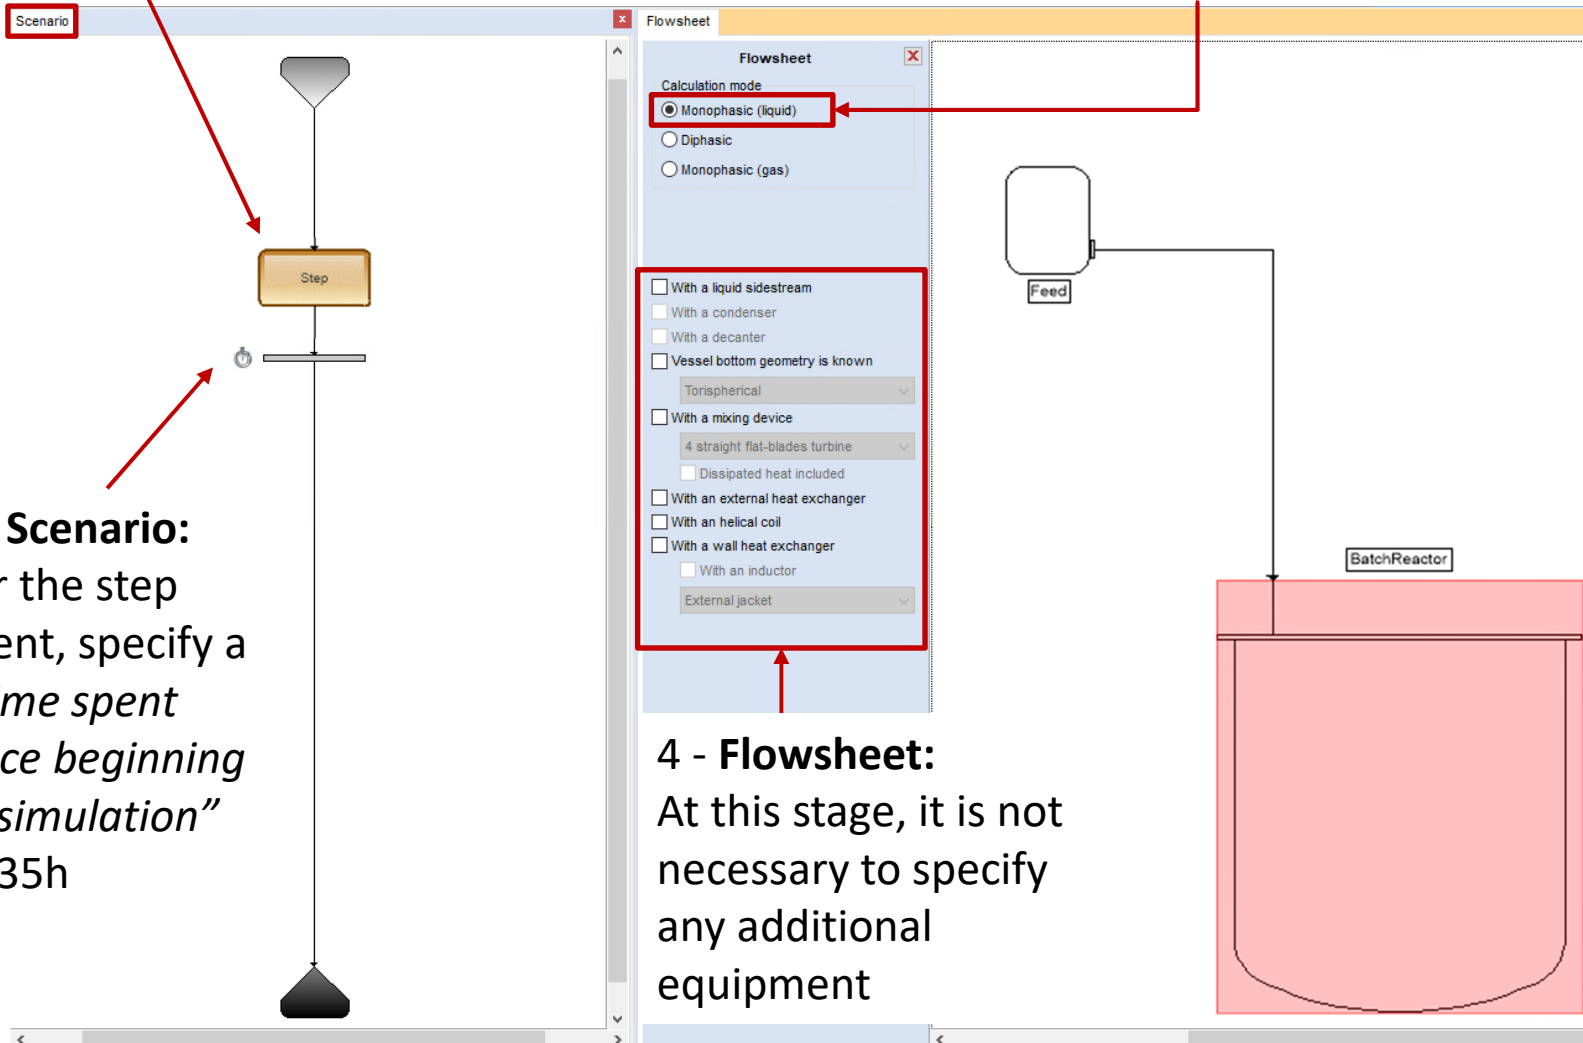 Scenario
x
Flowsheet
Flowsheet
X
Calculation mode
Monophasic (liquid)
Diphasic
Monophasic (gas)
With a liquid sidestream
With a condenser
With a decanter
Vessel bottom geometry is known
Torispherical
With a mixing device
4 straight flat-blades turbine
Dissipated heat included
With an external heat exchanger
With an helical coil
With a wall heat exchanger
With an inductor
External jacket
Step
Feed
BatchReactor
Scenario:
r the step
ent, specify a
ime spent
ce beginning
simulation”
35h
4 - Flowsheet:
At this stage, it is not
necessary to specify
any additional
equipment